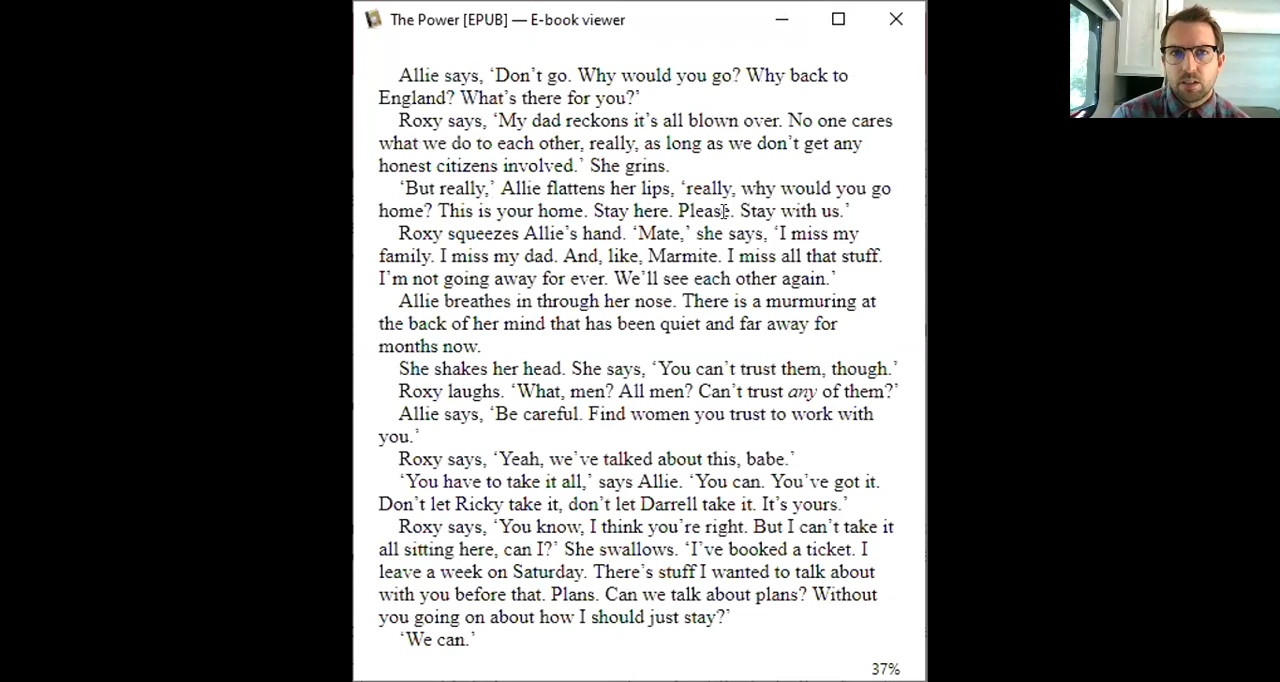 The Power [EPUB] — E-book viewer
Allie says, ‘Don’t go. Why would you go? Why back to
England? What’s there for you?’
Roxy says, ‘My dad reckons it’s all blown over. No one cares
what we do to each other, really, as long as we don’t get any
honest citizens involved.’ She grins.
‘But really,’ Allie flattens her lips, ‘really, why would you go
home? This is your home. Stay here. Please. Stay with us.’
Roxy squeezes Allie’s hand. ‘Mate,’ she says, ‘I miss my
family. I miss my dad. And, like, Marmite. I miss all that stuff.
I’m not going away for ever. We’ll see each other again.’
Allie breathes in through her nose. There is a murmuring at
the back of her mind that has been quiet and far away for
months now.
She shakes her head. She says, ‘You can’t trust them, though.’
Roxy laughs. ‘What, men? All men? Can’t trust any of them?’
Allie says, ‘Be careful. Find women you trust to work with
you.’
Roxy says, ‘Yeah, we’ve talked about this, babe.’
‘You have to take it all,’ says Allie. ‘You can. You’ve got it.
Don’t let Ricky take it, don’t let Darrell take it. It’s yours.’
Roxy says, ‘You know, I think you’re right. But I can’t take it
all sitting here, can I?’ She swallows. ‘I’ve booked a ticket. I
leave a week on Saturday. There’s stuff I wanted to talk about
with you before that. Plans. Can we talk about plans? Without
you going on about how I should just stay?’
‘We can.’
37%